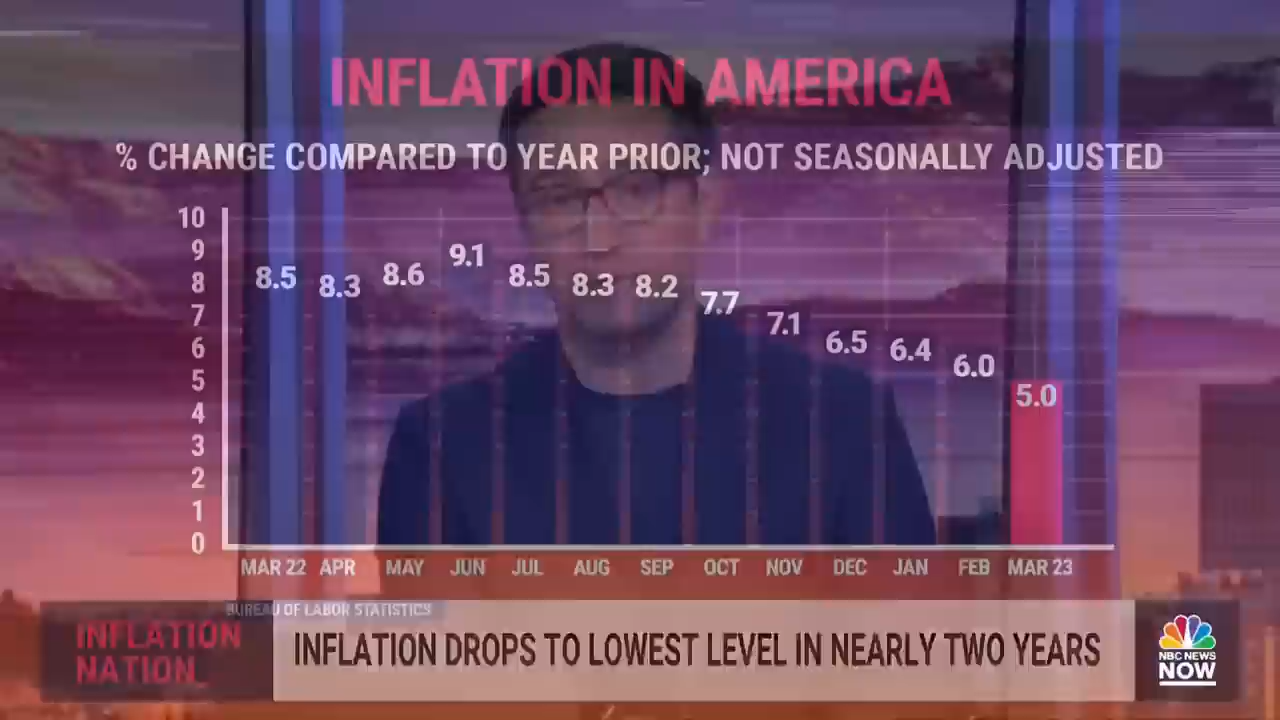 INFLATION IN AMERICA
% CHANGE COMPARED TO YEAR PRIOR; NOT SEASONALLY ADJUSTED
10
9
8
7
6
5
4
3
2
1
0
8.5 8.3 8.6 9.1 8.5 8.3 8.2 7.7 7.1 6.5 6.4 6.0 5.0
MAR 22 APR MAY JUN JUL AUG SEP OCT NOV DEC JAN FEB MAR 23
BUREAU OF LABOR STATISTICS
INFLATION
NATION_
INFLATION DROPS TO LOWEST LEVEL IN NEARLY TWO YEARS
NBC NEWS
NOW